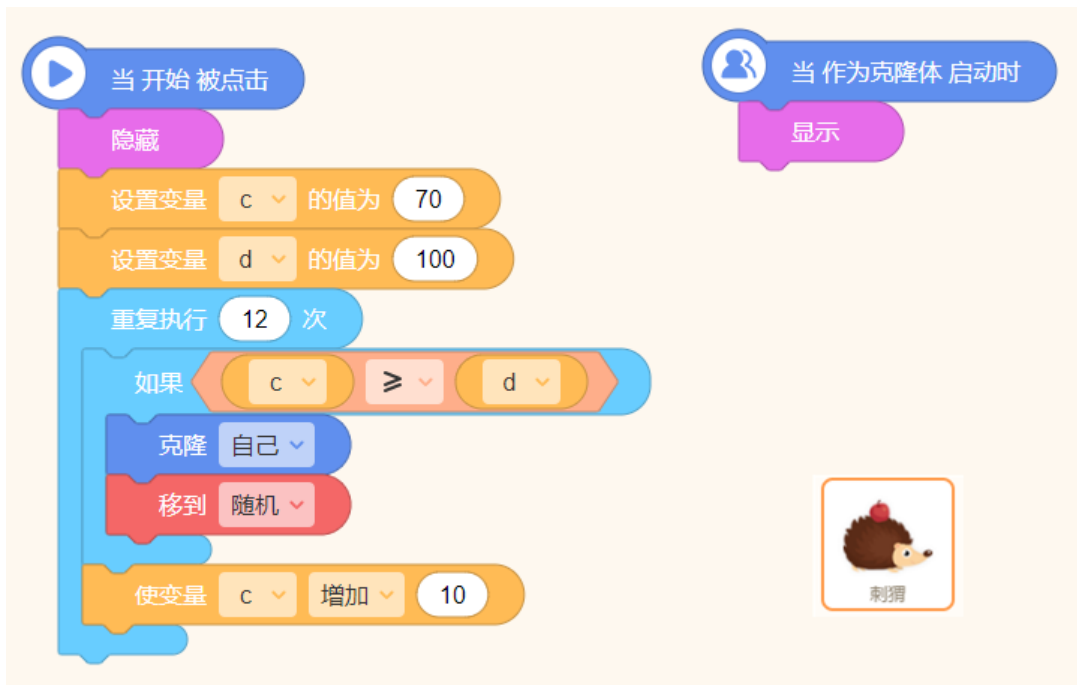 当 开始 被点击
隐藏
设置变量 c 的值为 70
设置变量 d 的值为 100
重复执行 12 次
如果 c ≥ d
克隆 自己
移到 随机
使变量 c 增加 10
当 作为克隆体 启动时
显示
刺猬